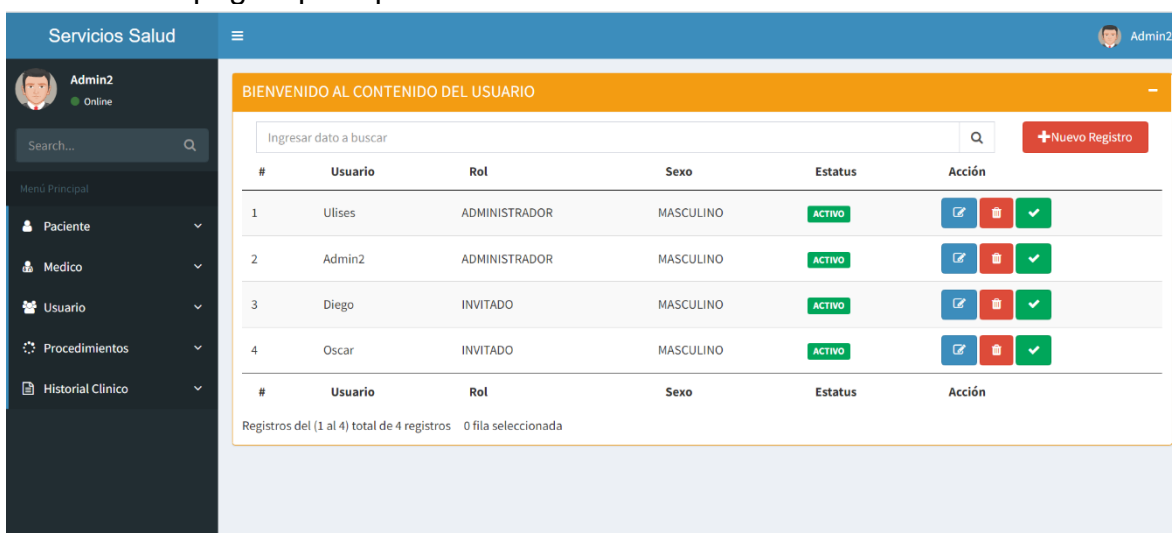 Servicios Salud
Admin2
Admin2
Online
Search...
Menú Principal
Paciente
Medico
Usuario
Procedimientos
Historial Clinico
BIENVENIDO AL CONTENIDO DEL USUARIO
Ingresar dato a buscar
Nuevo Registro
# Usuario Rol Sexo Estatus Acción
1 Ulises ADMINISTRADOR MASCULINO ACTIVO
2 Admin2 ADMINISTRADOR MASCULINO ACTIVO
3 Diego INVITADO MASCULINO ACTIVO
4 Oscar INVITADO MASCULINO ACTIVO
# Usuario Rol Sexo Estatus Acción
Registros del (1 al 4) total de 4 registros 0 fila seleccionada